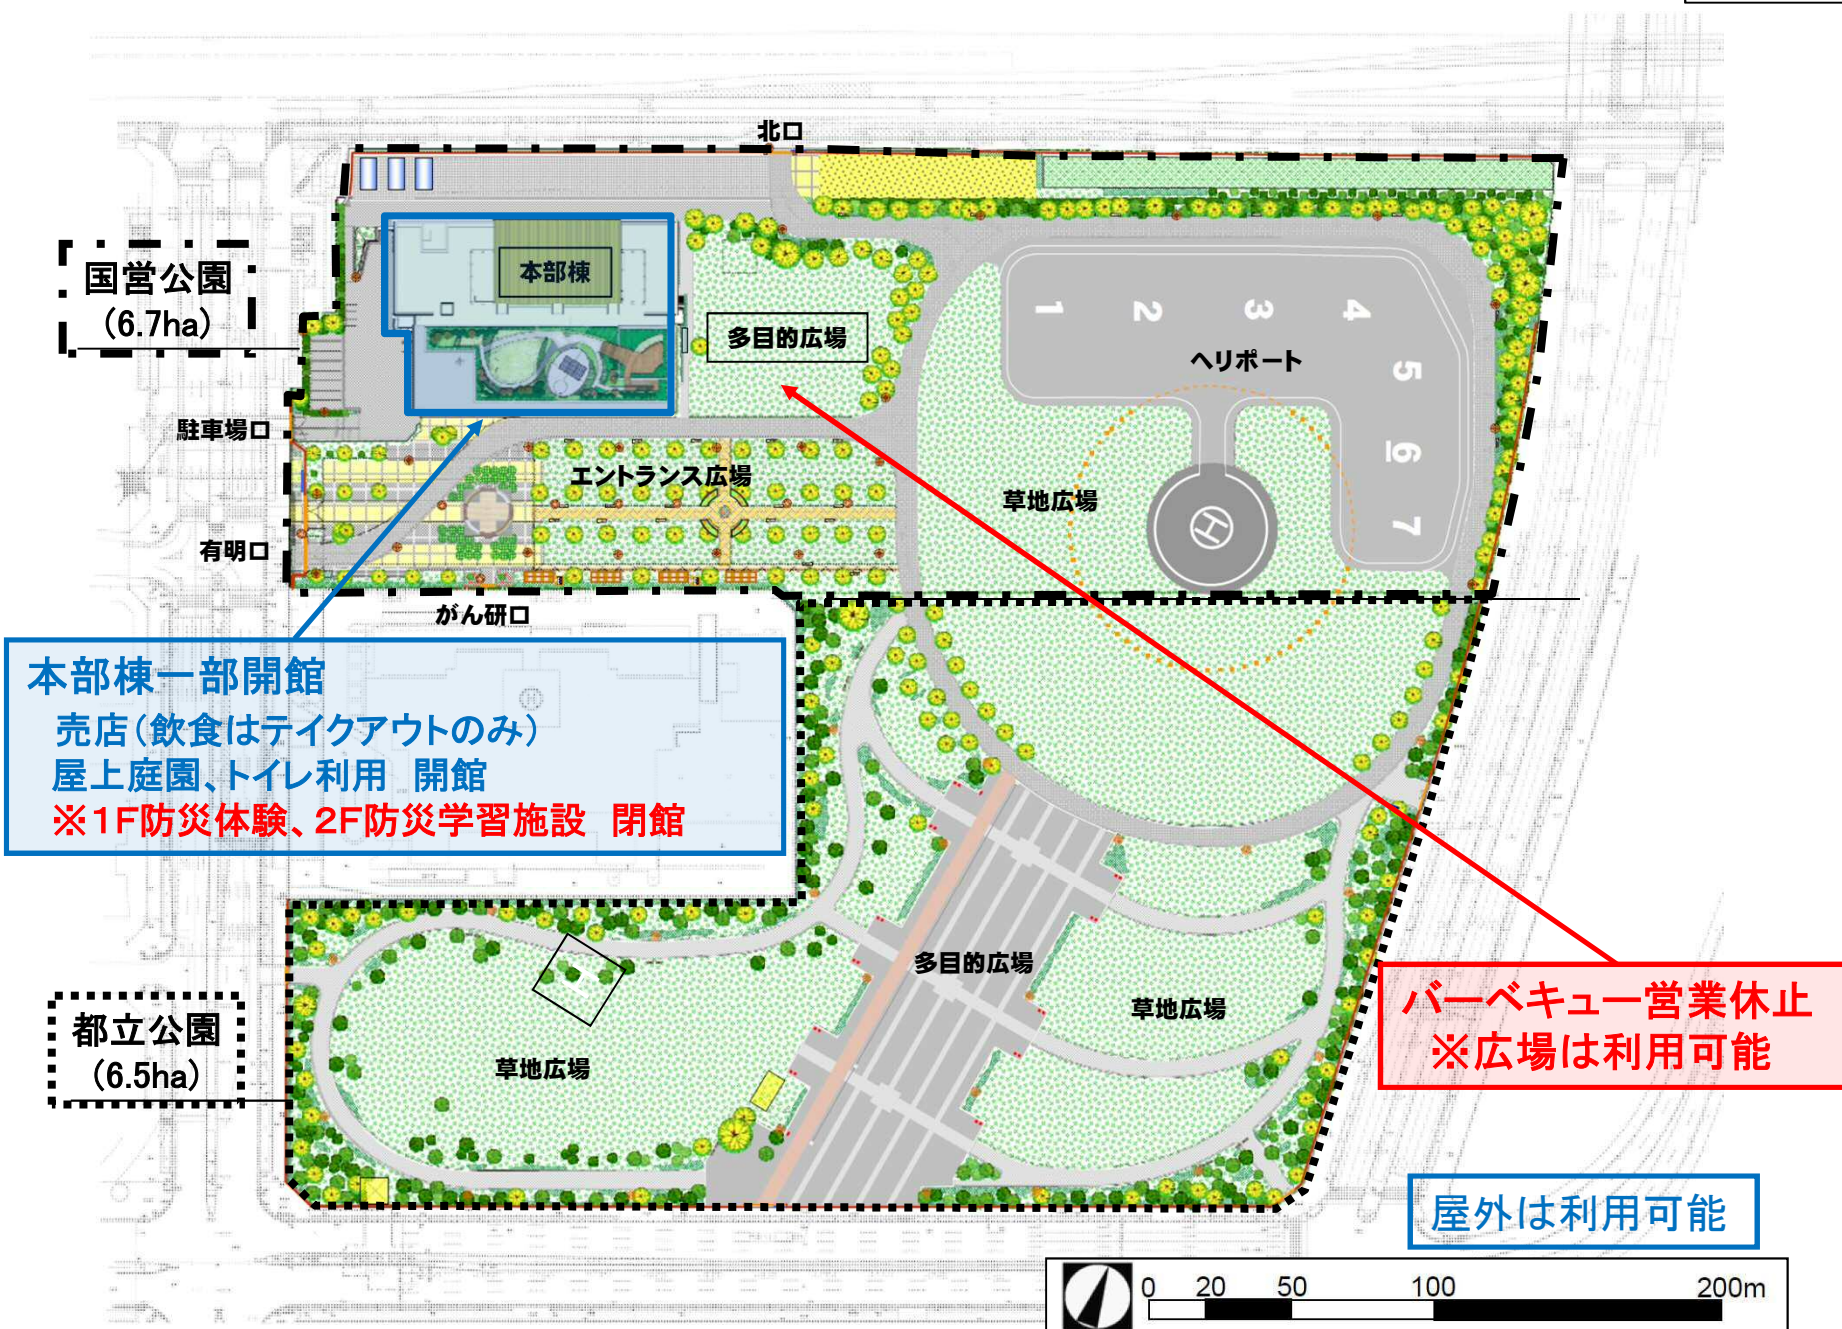 北口
国営公園
(6.7ha)
本部棟
多目的広場
1
2
3
4
5
6
7
ヘリポート
駐車場口
エントランス広場
草地広場
H
有明口
がん研口
本部棟一部開館
売店(飲食はテイクアウトのみ)
屋上庭園、トイレ利用 開館
※1F防災体験、2F防災学習施設 閉館
多目的広場
草地広場
バーベキュー営業休止
※広場は利用可能
都立公園
(6.5ha)
草地広場
屋外は利用可能
0 20 50 100 200m